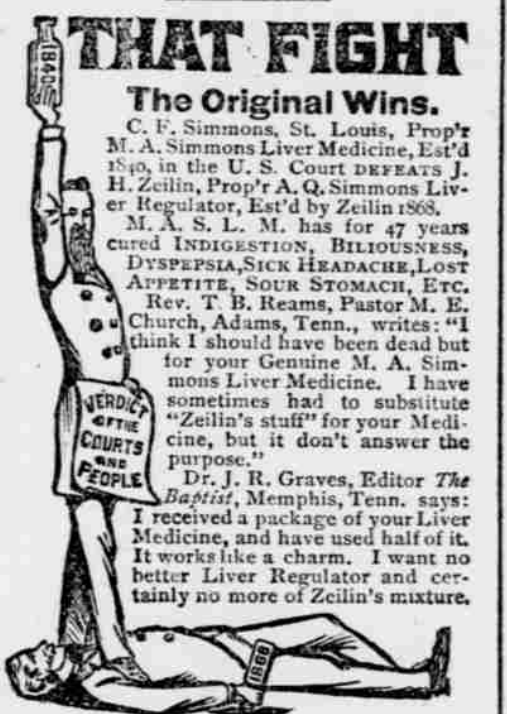 THAT FIGHT
The Original Wins.
C. F. Simmons, St. Louis, Prop'r
M. A. Simmons Liver Medicine, Est'd
1840, in the U. S. Court DEFEATS J.
H. Zeilin, Prop'r A. Q. Simmons Liv-
er Regulator, Est'd by Zeilin 1868.
M. A. S. L. M. has for 47 years
cured INDIGESTION, BILIOUSNESS,
DYSPEPSIA, SICK HEADACHE, LOST
APPETITE, SOUR STOMACH, ETC.
Rev. T. B. Reams, Pastor M. E.
Church, Adams, Tenn., writes: "I
think I should have been dead but
for your Genuine M. A. Sim-
mons Liver Medicine. I have
sometimes had to substitute
"Zeilin's stuff" for your Medi-
cine, but it don't answer the
purpose."
Dr. J. R. Graves, Editor The
Baptist, Memphis, Tenn. says:
I received a package of your Liver
Medicine, and have used half of it.
It works like a charm. I want no
better Liver Regulator and cer-
tainly no more of Zeilin's mixture.
1840
VERDICT
OF THE
COURTS
AND
PEOPLE
1868